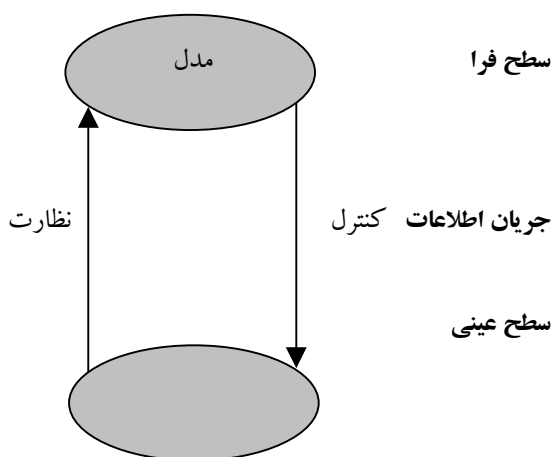 سطح فرا مدل
جریان اطلاعات کنترل نظارت
سطح عینی